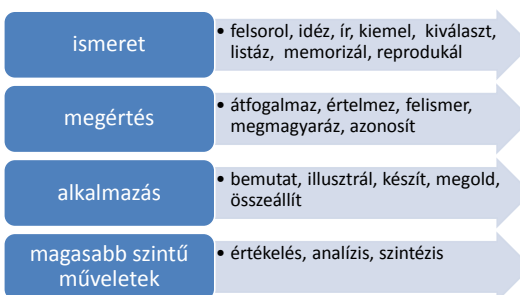 ismeret
• felsorol, idéz, ír, kiemel, kiválaszt,
listáz, memorizál, reprodukál
megértés
• átfogalmaz, értelmez, felismer,
megmagyaráz, azonosít
alkalmazás
• bemutat, illusztrál, készít, megold,
összeállít
magasabb szintű
műveletek
• értékelés, analízis, szintézis